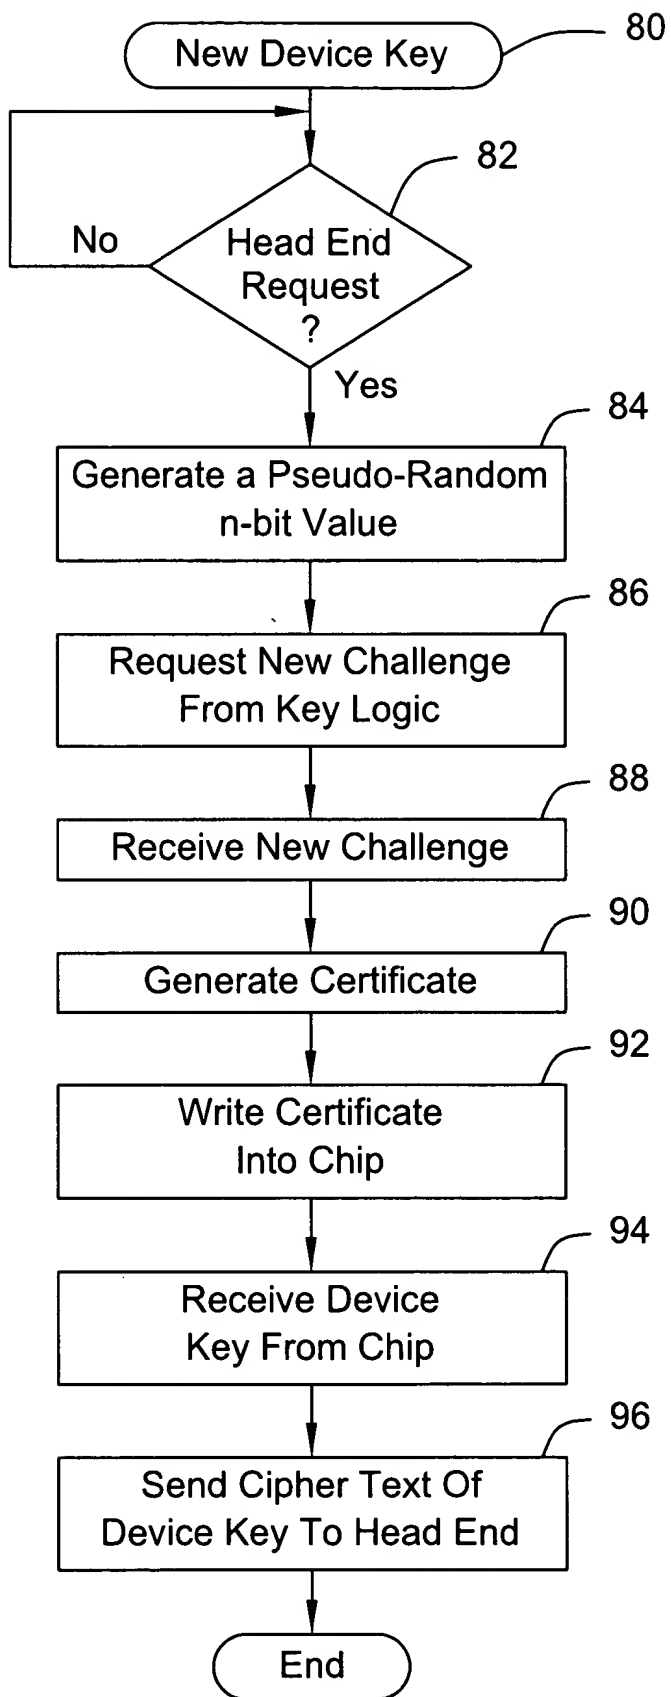 80
New Device Key
82
No
Head End
Request
?
Yes
84
Generate a Pseudo-Random
n-bit Value
86
Request New Challenge
From Key Logic
88
Receive New Challenge
90
Generate Certificate
92
Write Certificate
Into Chip
94
Receive Device
Key From Chip
96
Send Cipher Text Of
Device Key To Head End
End